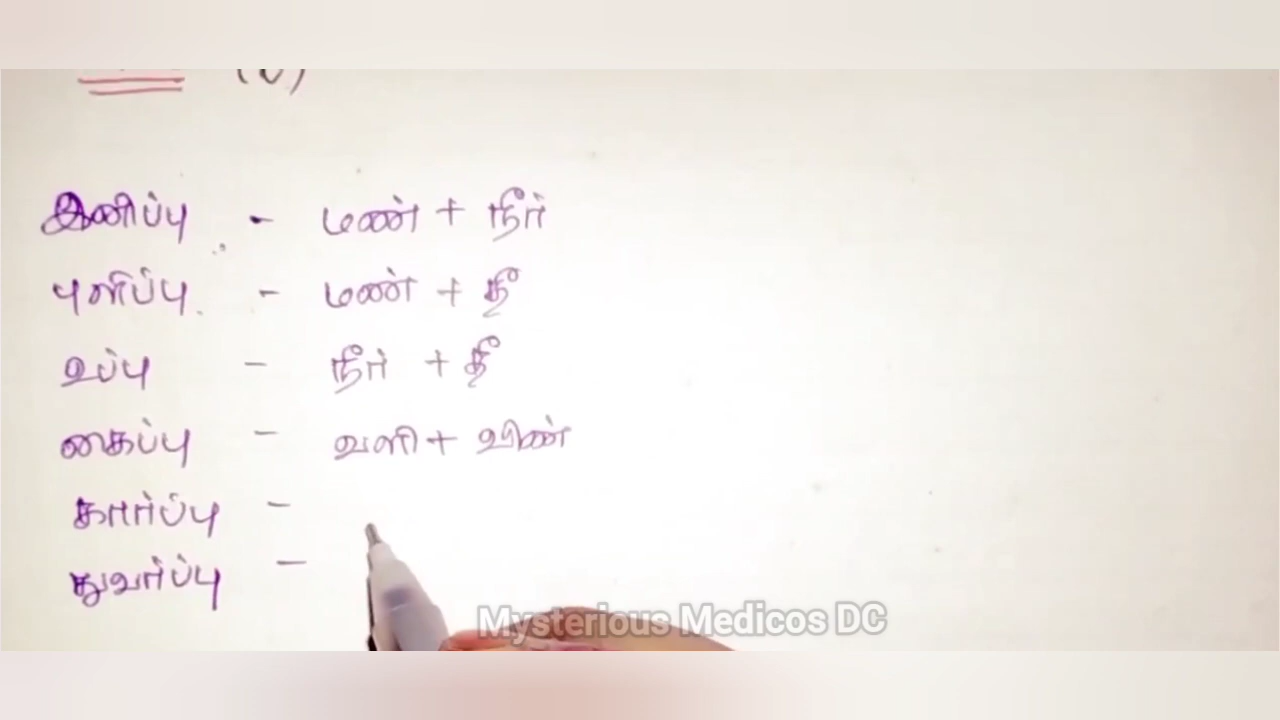 இனிப்பு - மண் + நீர்
புளிப்பு - மண் + தீ
உப்பு - நீர் + தீ
கைப்பு - வளி + விண்
கார்ப்பு -
துவர்ப்பு -
Mysterious Medicos DC